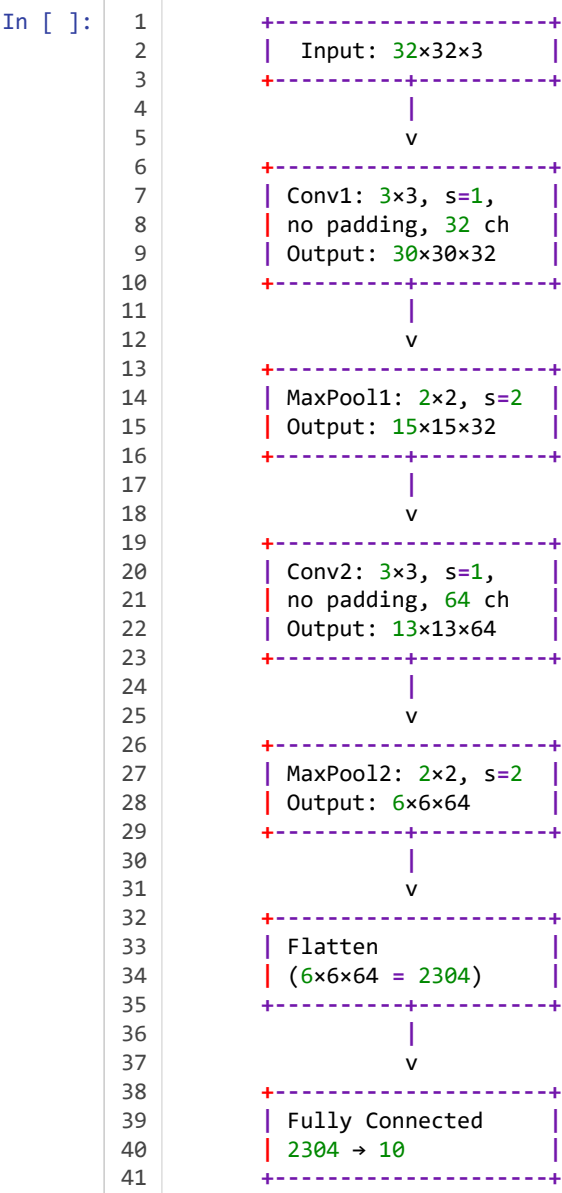 In [ ]:
1 +---------------------+
2 |  Input: 32×32×3     |
3 +----------+----------+
4            |
5            v
6 +---------------------+
7 | Conv1: 3×3, s=1,    |
8 | no padding, 32 ch   |
9 | Output: 30×30×32    |
10 +----------+----------+
11            |
12            v
13 +---------------------+
14 | MaxPool1: 2×2, s=2  |
15 | Output: 15×15×32    |
16 +----------+----------+
17            |
18            v
19 +---------------------+
20 | Conv2: 3×3, s=1,    |
21 | no padding, 64 ch   |
22 | Output: 13×13×64    |
23 +----------+----------+
24            |
25            v
26 +---------------------+
27 | MaxPool2: 2×2, s=2  |
28 | Output: 6×6×64      |
29 +----------+----------+
30            |
31            v
32 +---------------------+
33 | Flatten             |
34 | (6×6×64 = 2304)     |
35 +----------+----------+
36            |
37            v
38 +---------------------+
39 | Fully Connected     |
40 | 2304 → 10           |
41 +---------------------+